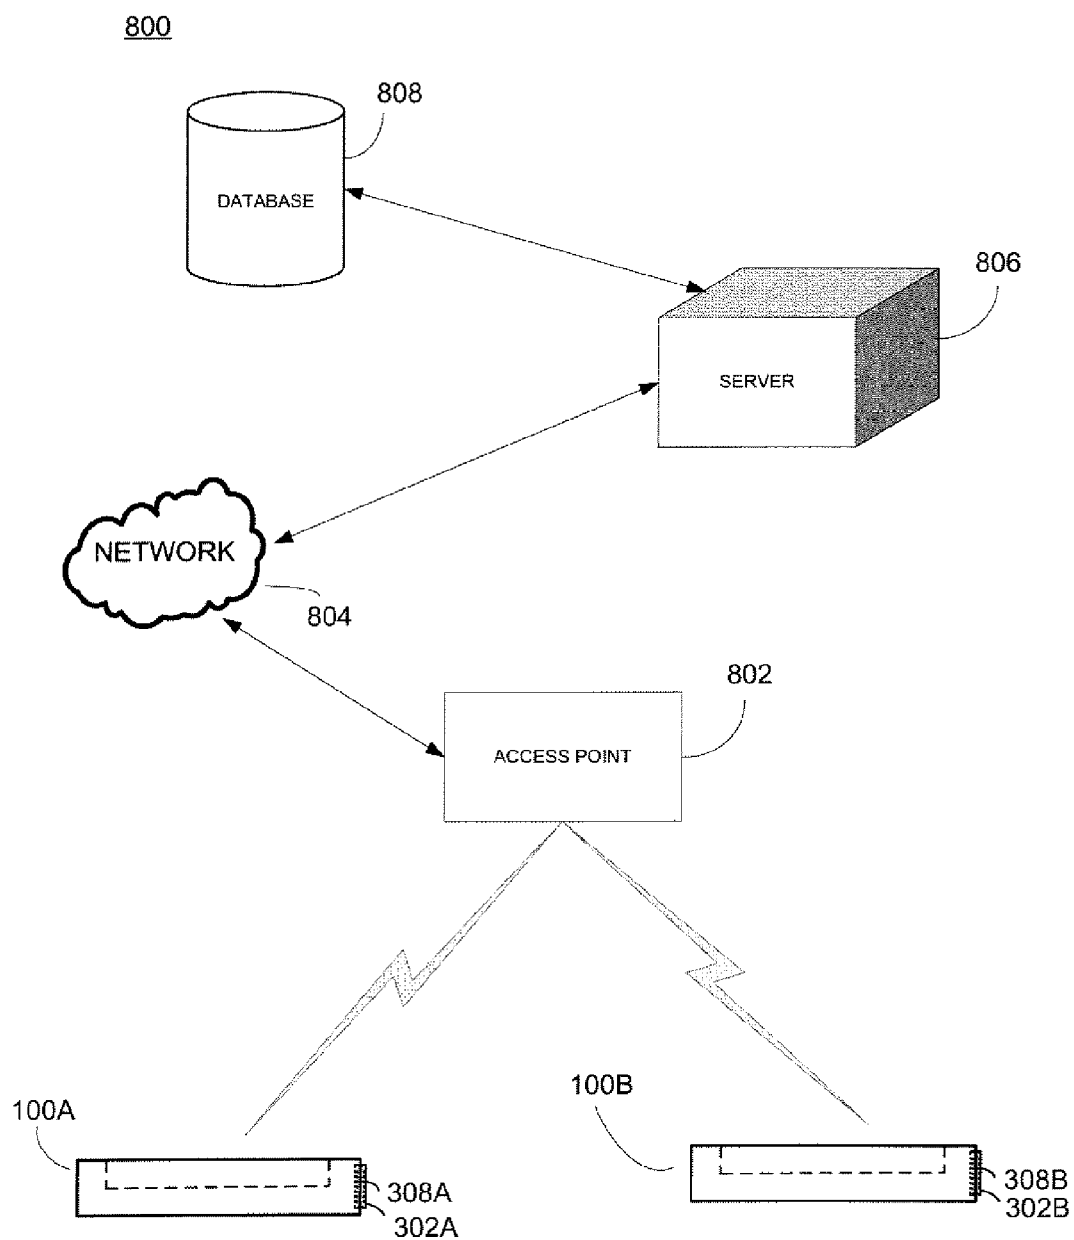 800
808
DATABASE
806
SERVER
NETWORK
804
802
ACCESS POINT
100A
100B
308A
302A
308B
302B